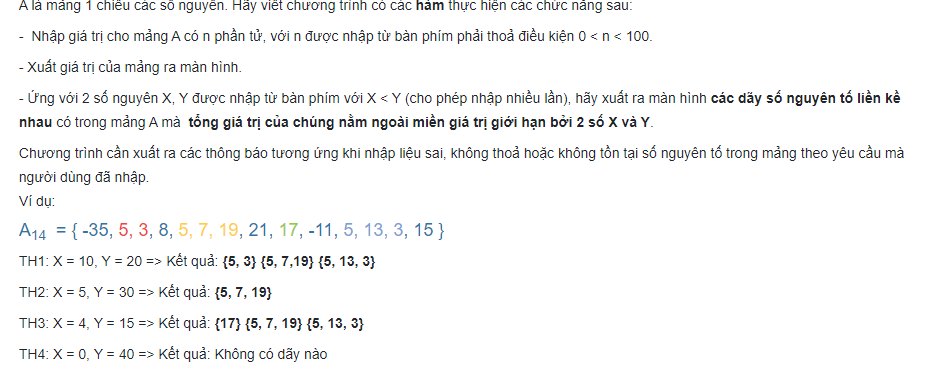 A là mảng 1 chiều các số nguyên. Hãy viết chương trình có các hàm thực hiện các chức năng sau:
- Nhập giá trị cho mảng A có n phần tử, với n được nhập từ bàn phím phải thoả điều kiện 0 < n < 100.
- Xuất giá trị của mảng ra màn hình.
- Ứng với 2 số nguyên X, Y được nhập từ bàn phím với X < Y (cho phép nhập nhiều lần), hãy xuất ra màn hình các dãy số nguyên tố liền kề
nhau có trong mảng A mà tổng giá trị của chúng nằm ngoài miền giá trị giới hạn bởi 2 số X và Y.
Chương trình cần xuất ra các thông báo tương ứng khi nhập liệu sai, không thoả hoặc không tồn tại số nguyên tố trong mảng theo yêu cầu mà
người dùng đã nhập.
Ví dụ:
A14 = { -35, 5, 3, 8, 5, 7, 19, 21, 17, -11, 5, 13, 3, 15 }
TH1: X = 10, Y = 20 => Kết quả: {5, 3} {5, 7,19} {5, 13, 3}
TH2: X = 5, Y = 30 => Kết quả: {5, 7, 19}
TH3: X = 4, Y = 15 => Kết quả: {17} {5, 7, 19} {5, 13, 3}
TH4: X = 0, Y = 40 => Kết quả: Không có dãy nào